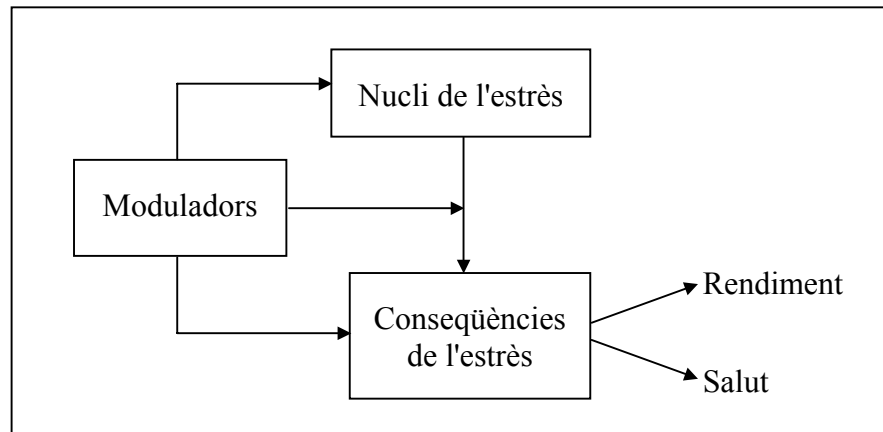 Nucli de l'estrès
Moduladors
Conseqüències
de l'estrès
Rendiment
Salut